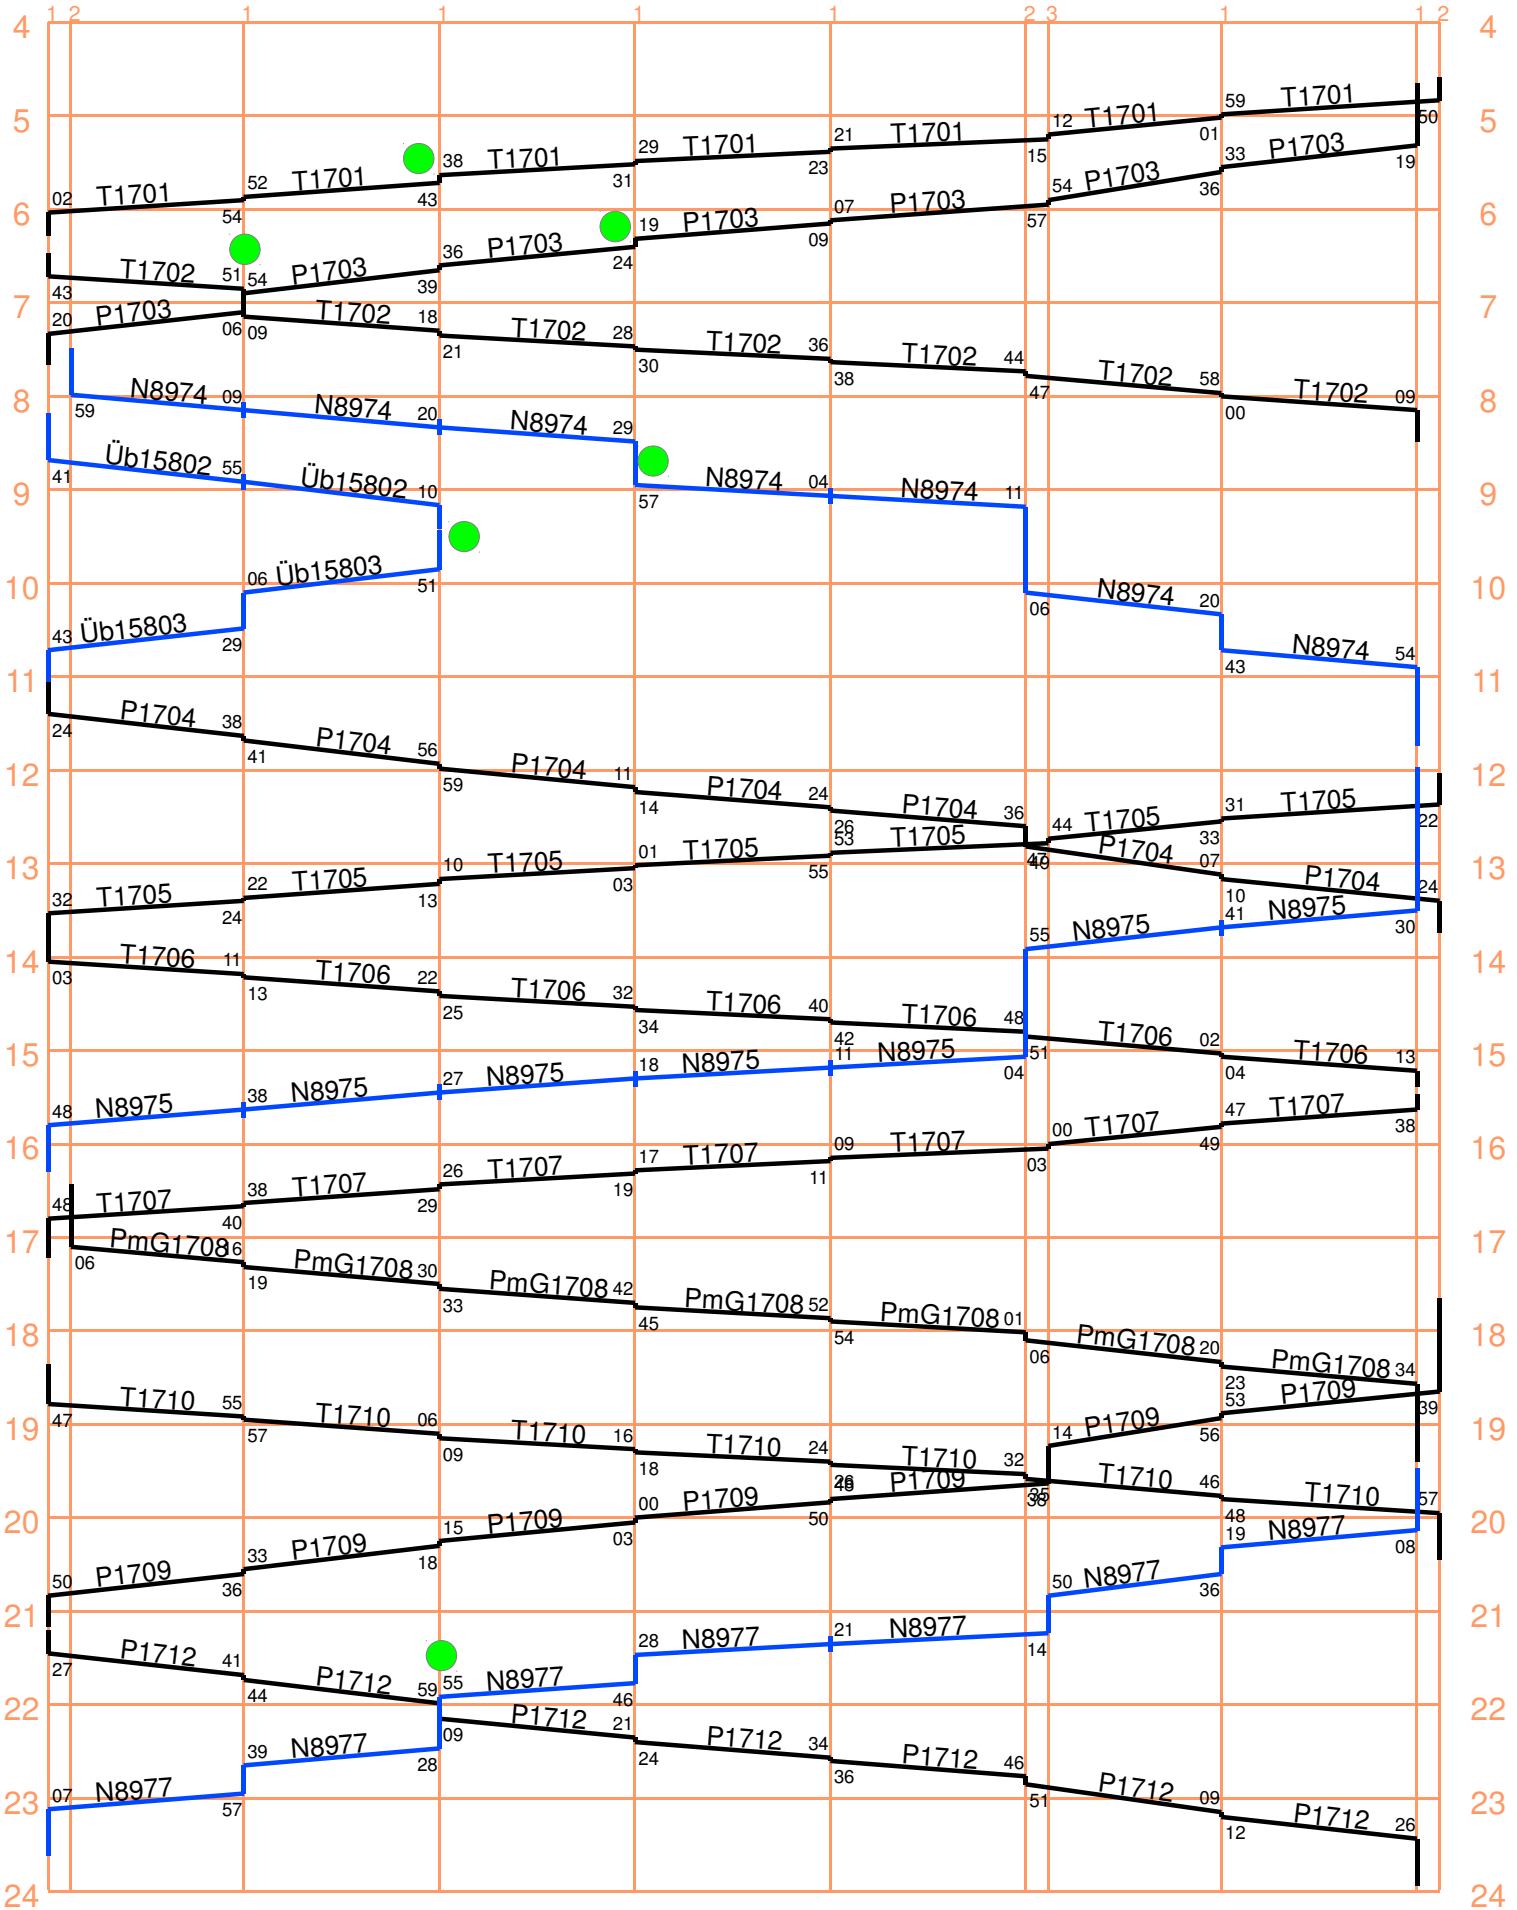 1 2 1 1 1 1 2 3 1 1 2
4 4
59 T1701
12 T1701 50
5 21 T1701 01 5
29 T1701 15 33 P1703
38 T1701 23 54 P1703 19
52 T1701 31 36
02 T1701 43 07 P1703 57
6 54 19 P1703 09 6
36 P1703 24
51 54 P1703 39
T1702
43
7 7
20 P1703 06 09 T1702 18
21 T1702 28
30 T1702 36
38 T1702 44
47 T1702 58
00 T1702 09
8 8
59 N8974 09 N8974 20 N8974 29
41 Üb15802 55 Üb15802 10
9 57 N8974 04 N8974 11 9
06 Üb15803 51
10 06 N8974 20 10
43 Üb15803 29
43 N8974 54
11 11
24 P1704 38
41 P1704 56
59 P1704 11
12 14 P1704 24 12
26 P1704 36
44 T1705 31 T1705 22
53 T1705 47 49 33
13 01 T1705 55 P1704 07 13
10 T1705 03 10 P1704 24
22 T1705 13 41 N8975 30
32 T1705 24 55 N8975
14 14
03 T1706 11
13 T1706 22
25 T1706 32
34 T1706 40
42 T1706 48
15 51 T1706 02 15
11 N8975 04 04 T1706 13
18 N8975
27 N8975
38 N8975 47 T1707 38
48 N8975 00 T1707 49
16 09 T1707 03 16
17 T1707 11
26 T1707 19
38 T1707 29
48 T1707 40
17 17
06 PmG1708 16
19 PmG1708 30
33 PmG1708 42
45 PmG1708 52
18 54 PmG1708 01 18
06 PmG1708 20
23 PmG1708 34
53 P1709 39
47 T1710 55 14 P1709 56
19 57 T1710 06 19
09 T1710 16
18 T1710 24
26 T1710 32
48 P1709 38 35 T1710 46
20 00 P1709 50 48 T1710 57 20
15 P1709 03 19 N8977 08
33 P1709 18 50 N8977 36
50 P1709 36
21 21 N8977 14 21
27 P1712 41 28 N8977
44 P1712 59 55 N8977 46
22 22
09 P1712 21
39 N8977 28 24 P1712 34
36 P1712 46
07 N8977 57 51 P1712 09
23 12 P1712 26 23
24 24